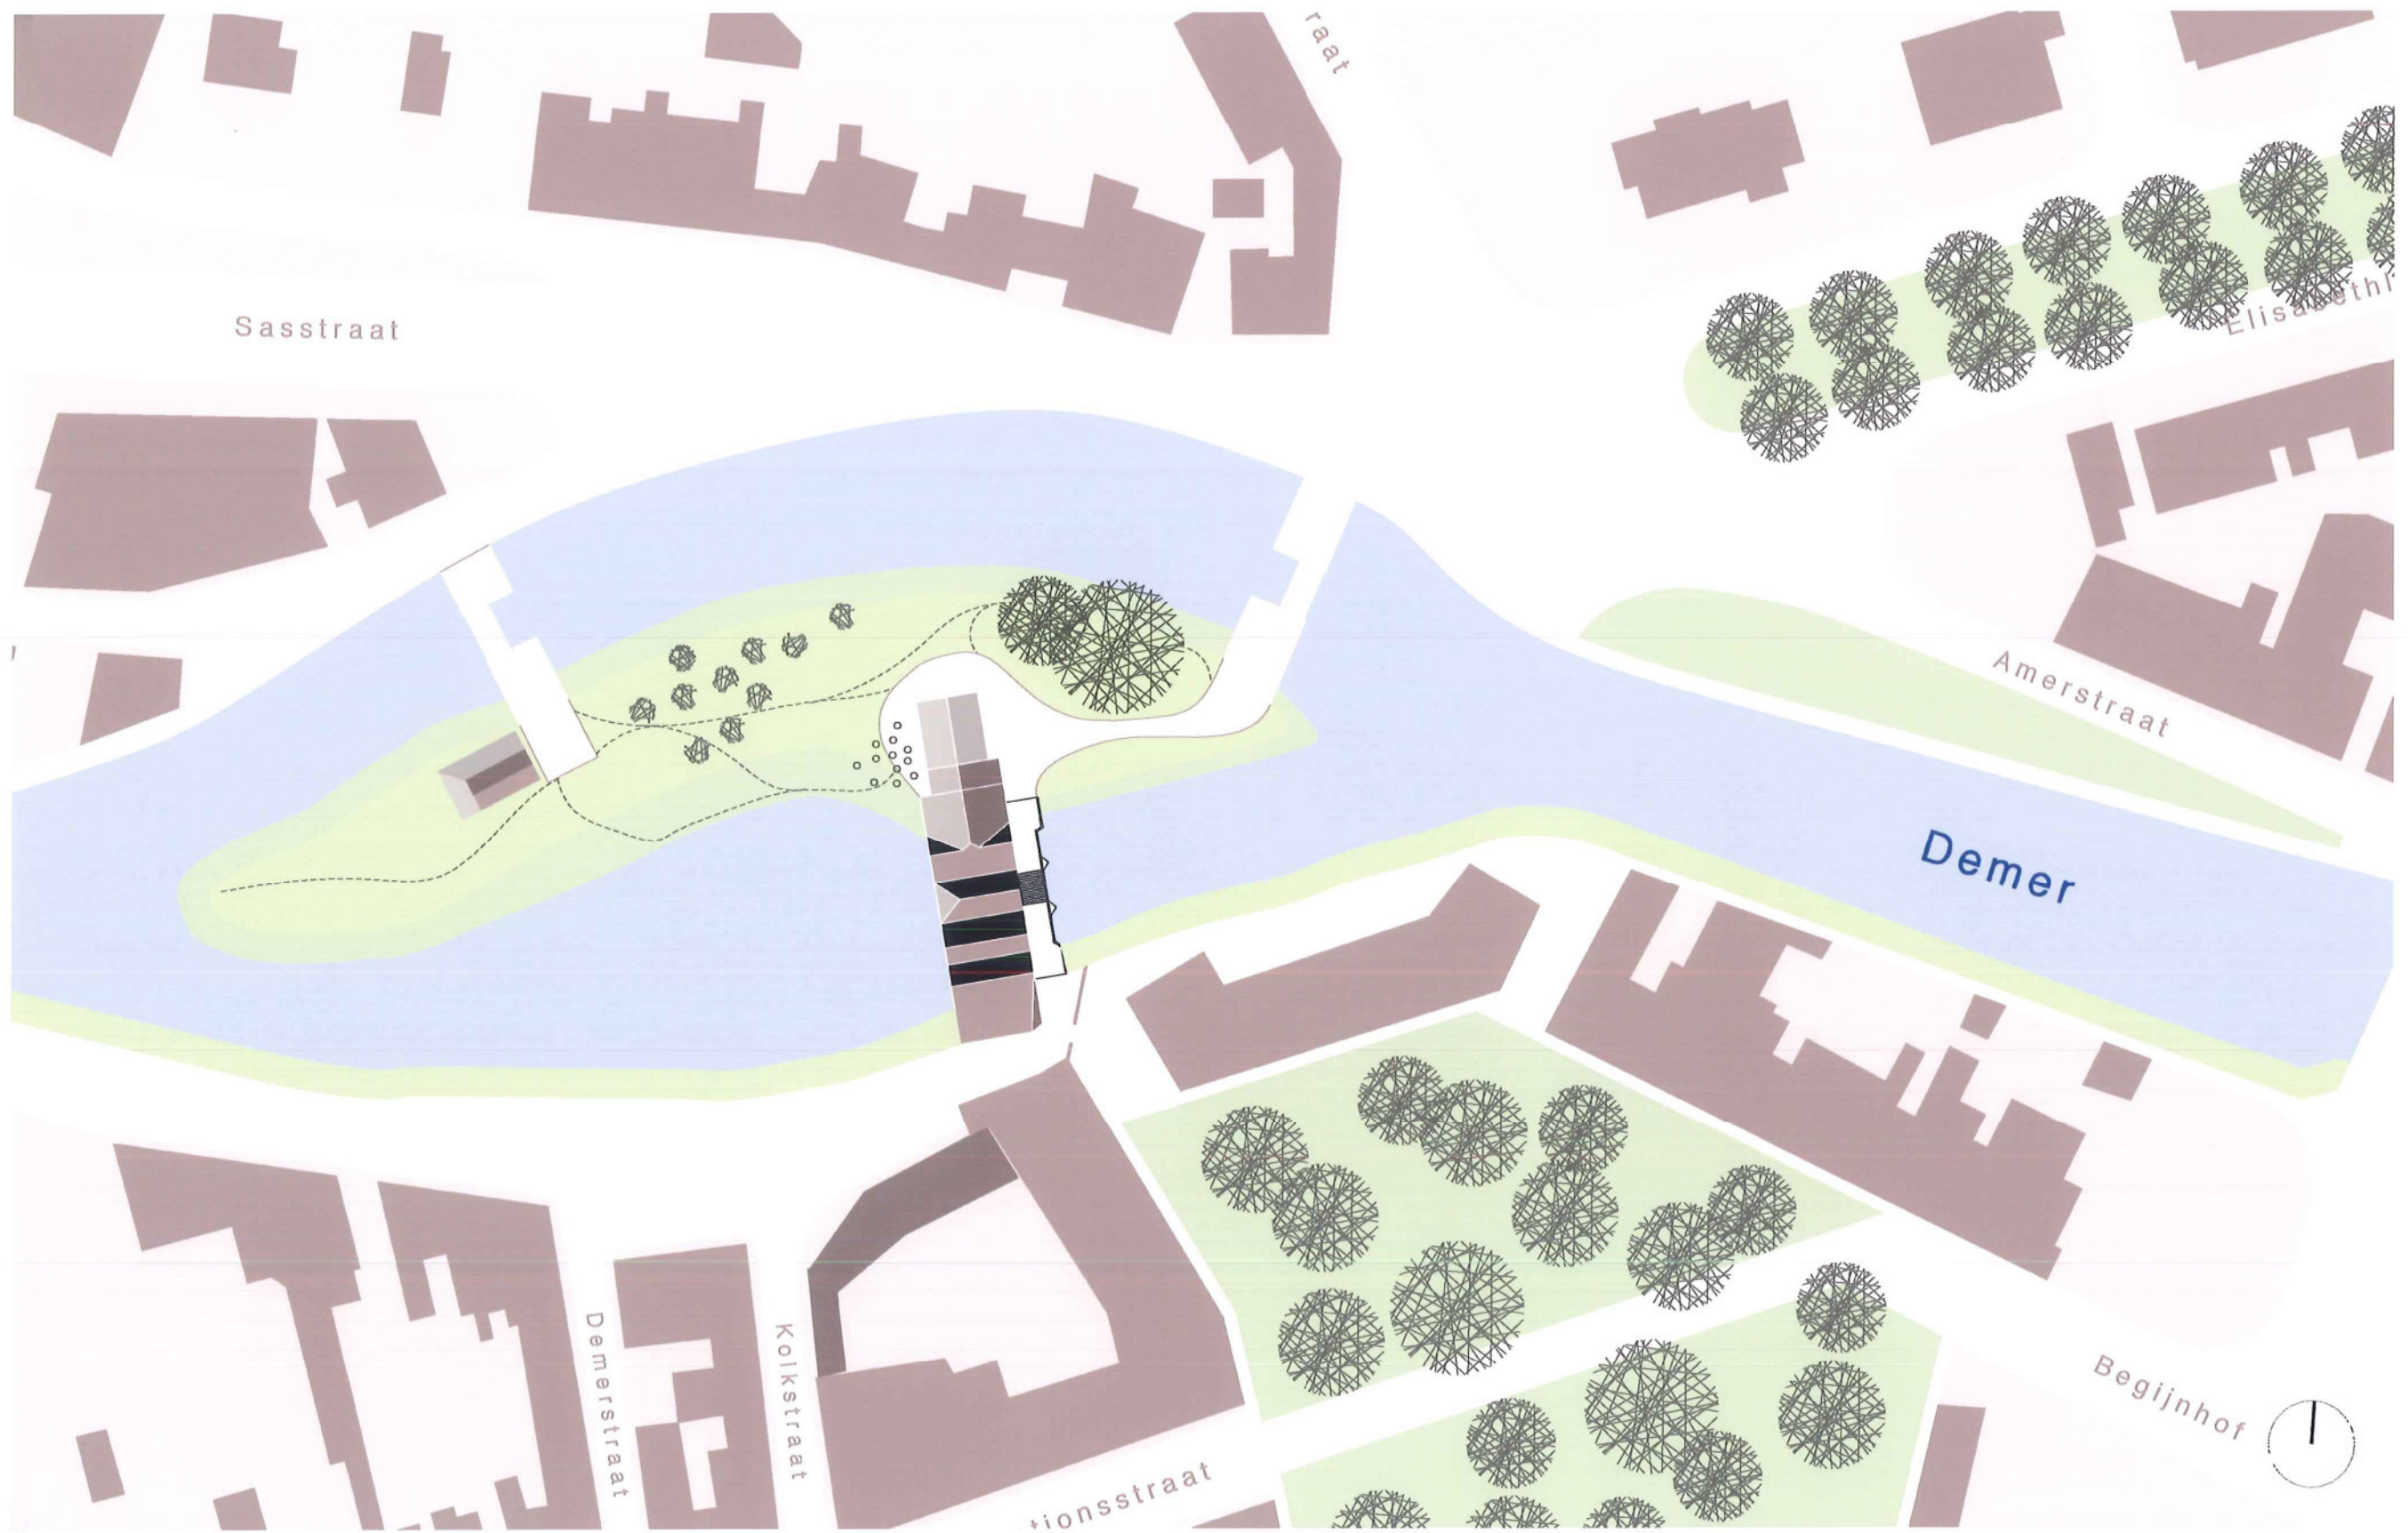 raat
Sasstraat
Elisabethl
Amerstraat
Demer
Demerstraat
Kolkstraat
Begijnhof
tionsstraat